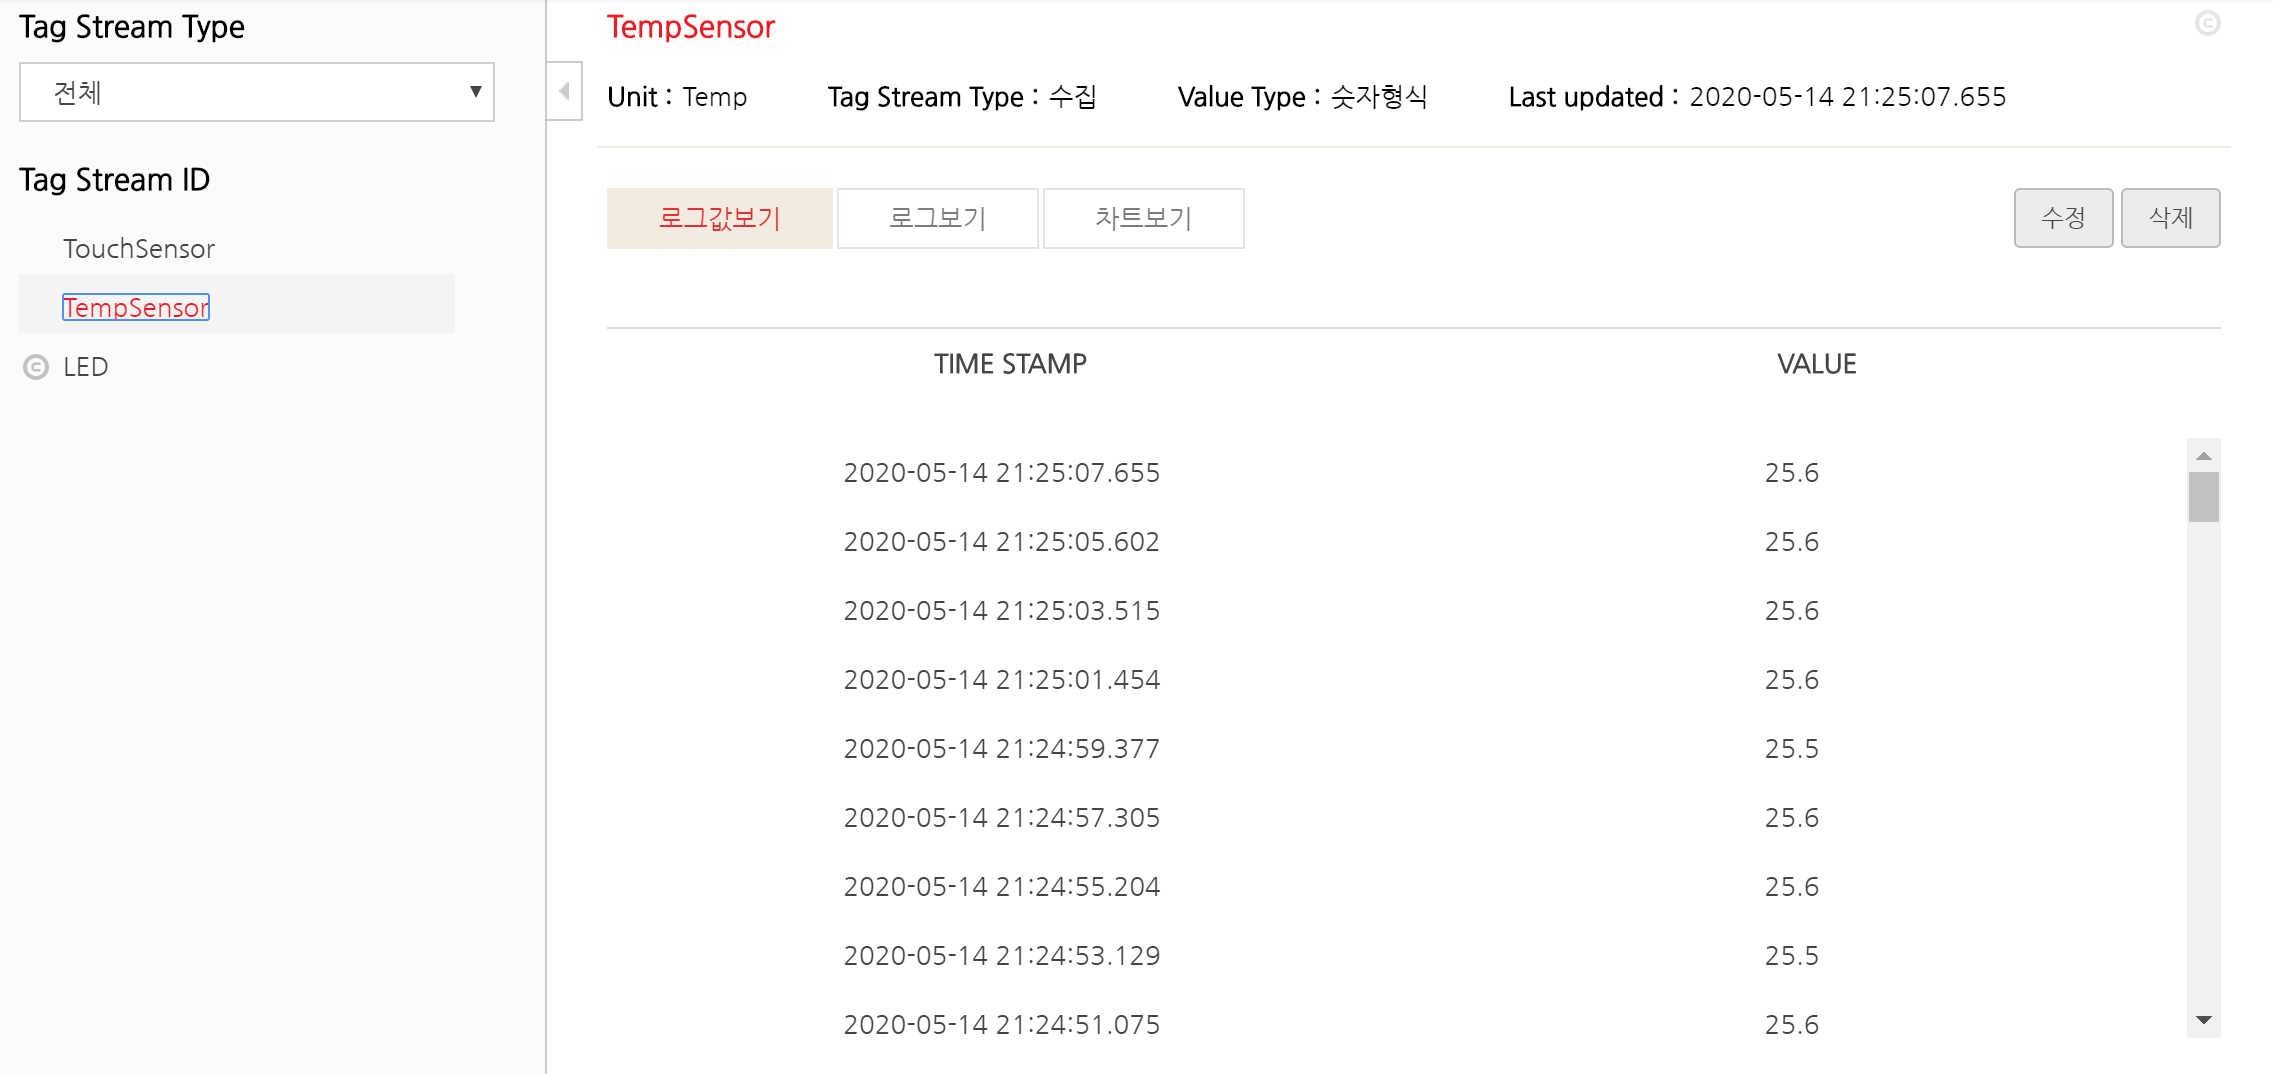 Tag Stream Type
전체
Tag Stream ID
TouchSensor
TempSensor
LED
TempSensor
Unit : Temp Tag Stream Type : 수집 Value Type : 숫자형식 Last updated : 2020-05-14 21:25:07.655
로그값보기 로그보기 차트보기 수정 삭제
TIME STAMP VALUE
2020-05-14 21:25:07.655 25.6
2020-05-14 21:25:05.602 25.6
2020-05-14 21:25:03.515 25.6
2020-05-14 21:25:01.454 25.6
2020-05-14 21:24:59.377 25.5
2020-05-14 21:24:57.305 25.6
2020-05-14 21:24:55.204 25.6
2020-05-14 21:24:53.129 25.5
2020-05-14 21:24:51.075 25.6